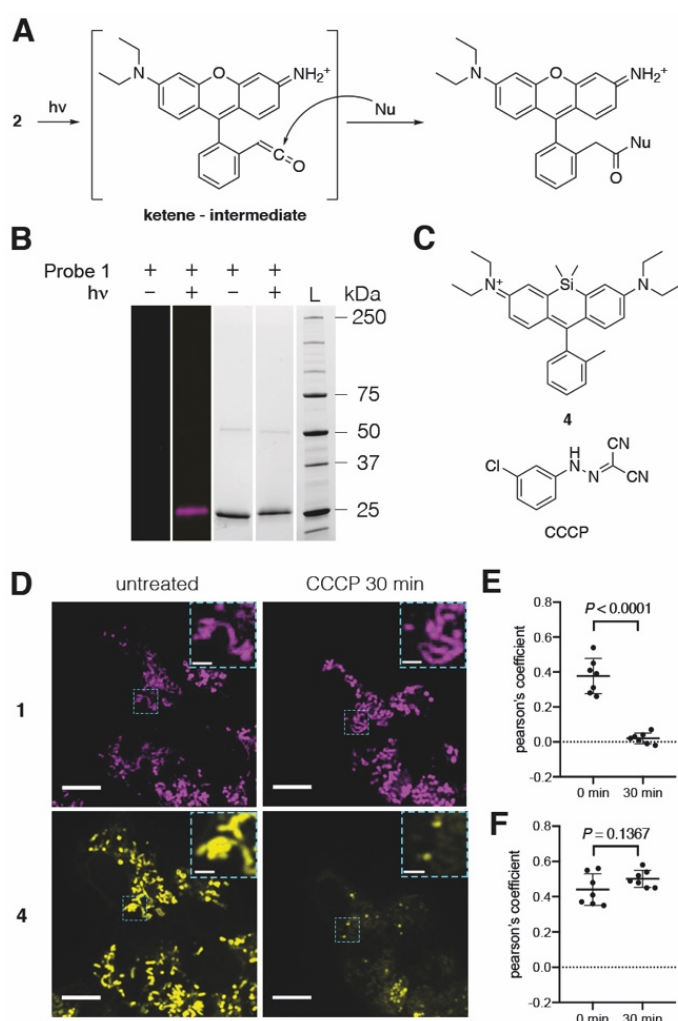 A
N
O
NH2+
N
O
NH2+
2
hν
Nu
C
O
Nu
O
ketene - intermediate
B
Probe 1 + + + +
hν − + − + L kDa
250
75
50
37
25
C
Si
N+
N
4
Cl
H
N
N
CN
CN
CCCP
D
untreated
CCCP 30 min
1
4
E
P < 0.0001
pearson's coefficient
0.8
0.6
0.4
0.2
0.0
-0.2
0 min 30 min
F
P = 0.1367
pearson's coefficient
0.8
0.6
0.4
0.2
0.0
-0.2
0 min 30 min